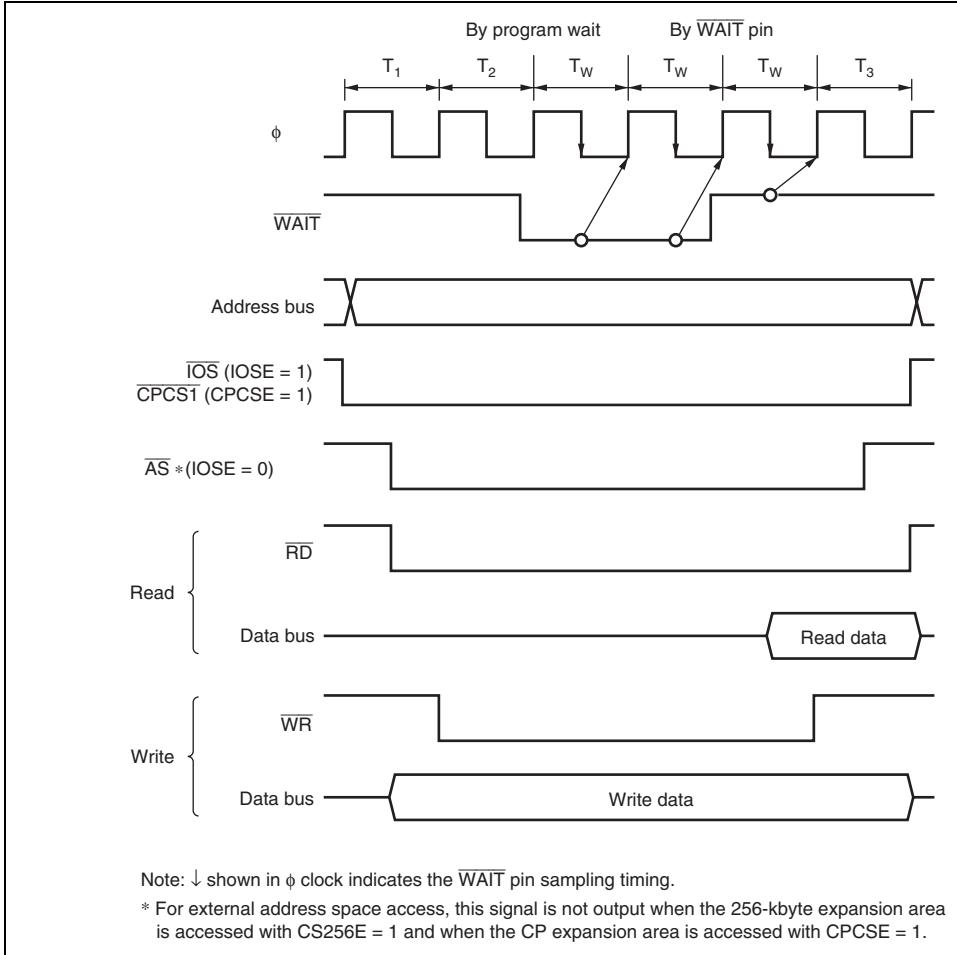 By program wait By WAIT pin
T1 T2 TW TW TW T3
ϕ
WAIT
Address bus
IOS (IOSE = 1)
CPCS1 (CPCSE = 1)
AS * (IOSE = 0)
RD
Read
Data bus Read data
WR
Write
Data bus Write data
Note: ↓ shown in ϕ clock indicates the WAIT pin sampling timing.
* For external address space access, this signal is not output when the 256-kbyte expansion area
is accessed with CS256E = 1 and when the CP expansion area is accessed with CPCSE = 1.